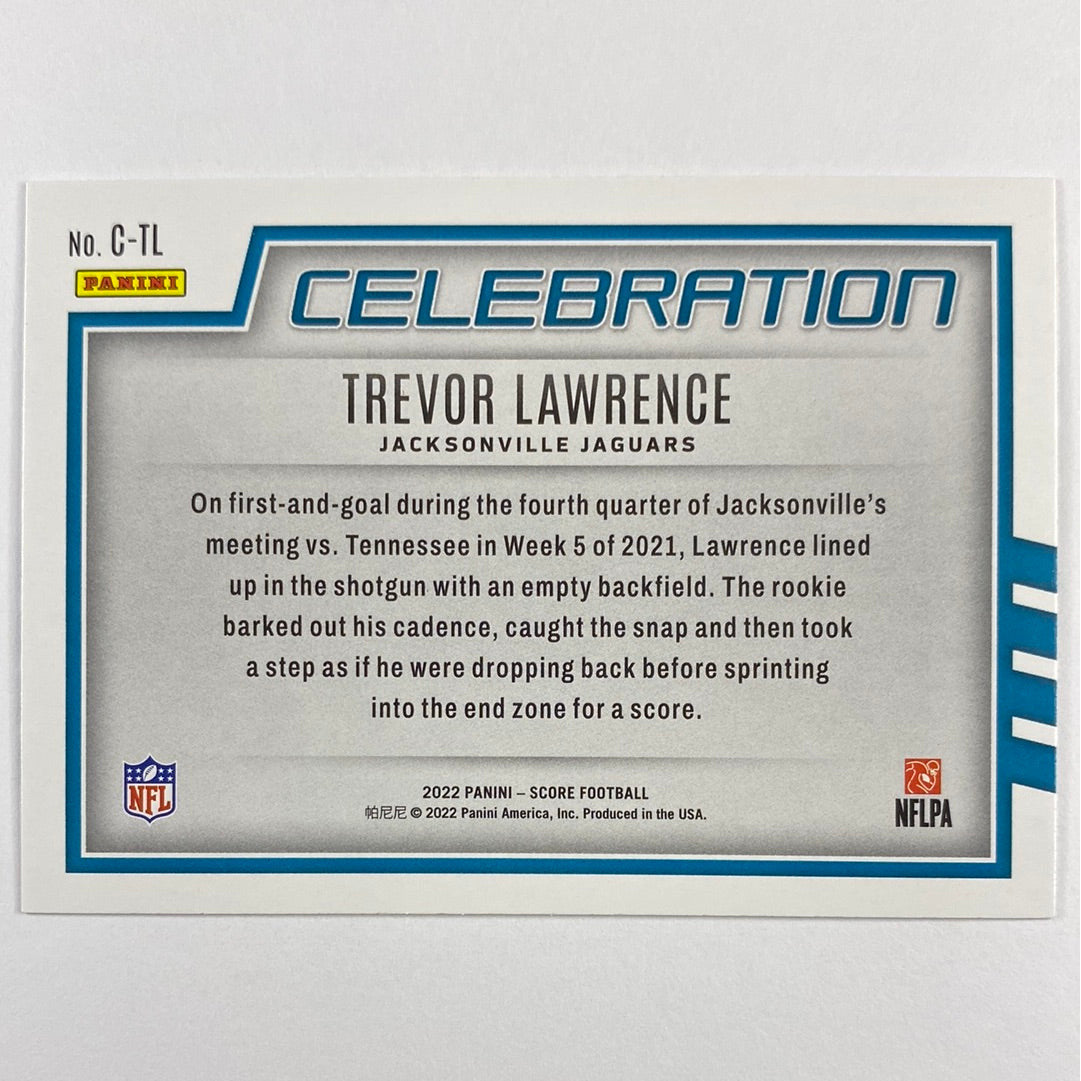 No. C-TL
PANINI
CELEBRATION
TREVOR LAWRENCE
JACKSONVILLE JAGUARS
On first-and-goal during the fourth quarter of Jacksonville’s
meeting vs. Tennessee in Week 5 of 2021, Lawrence lined
up in the shotgun with an empty backfield. The rookie
barked out his cadence, caught the snap and then took
a step as if he were dropping back before sprinting
into the end zone for a score.
NFL
2022 PANINI – SCORE FOOTBALL
帕尼尼 © 2022 Panini America, Inc. Produced in the USA.
NFLPA